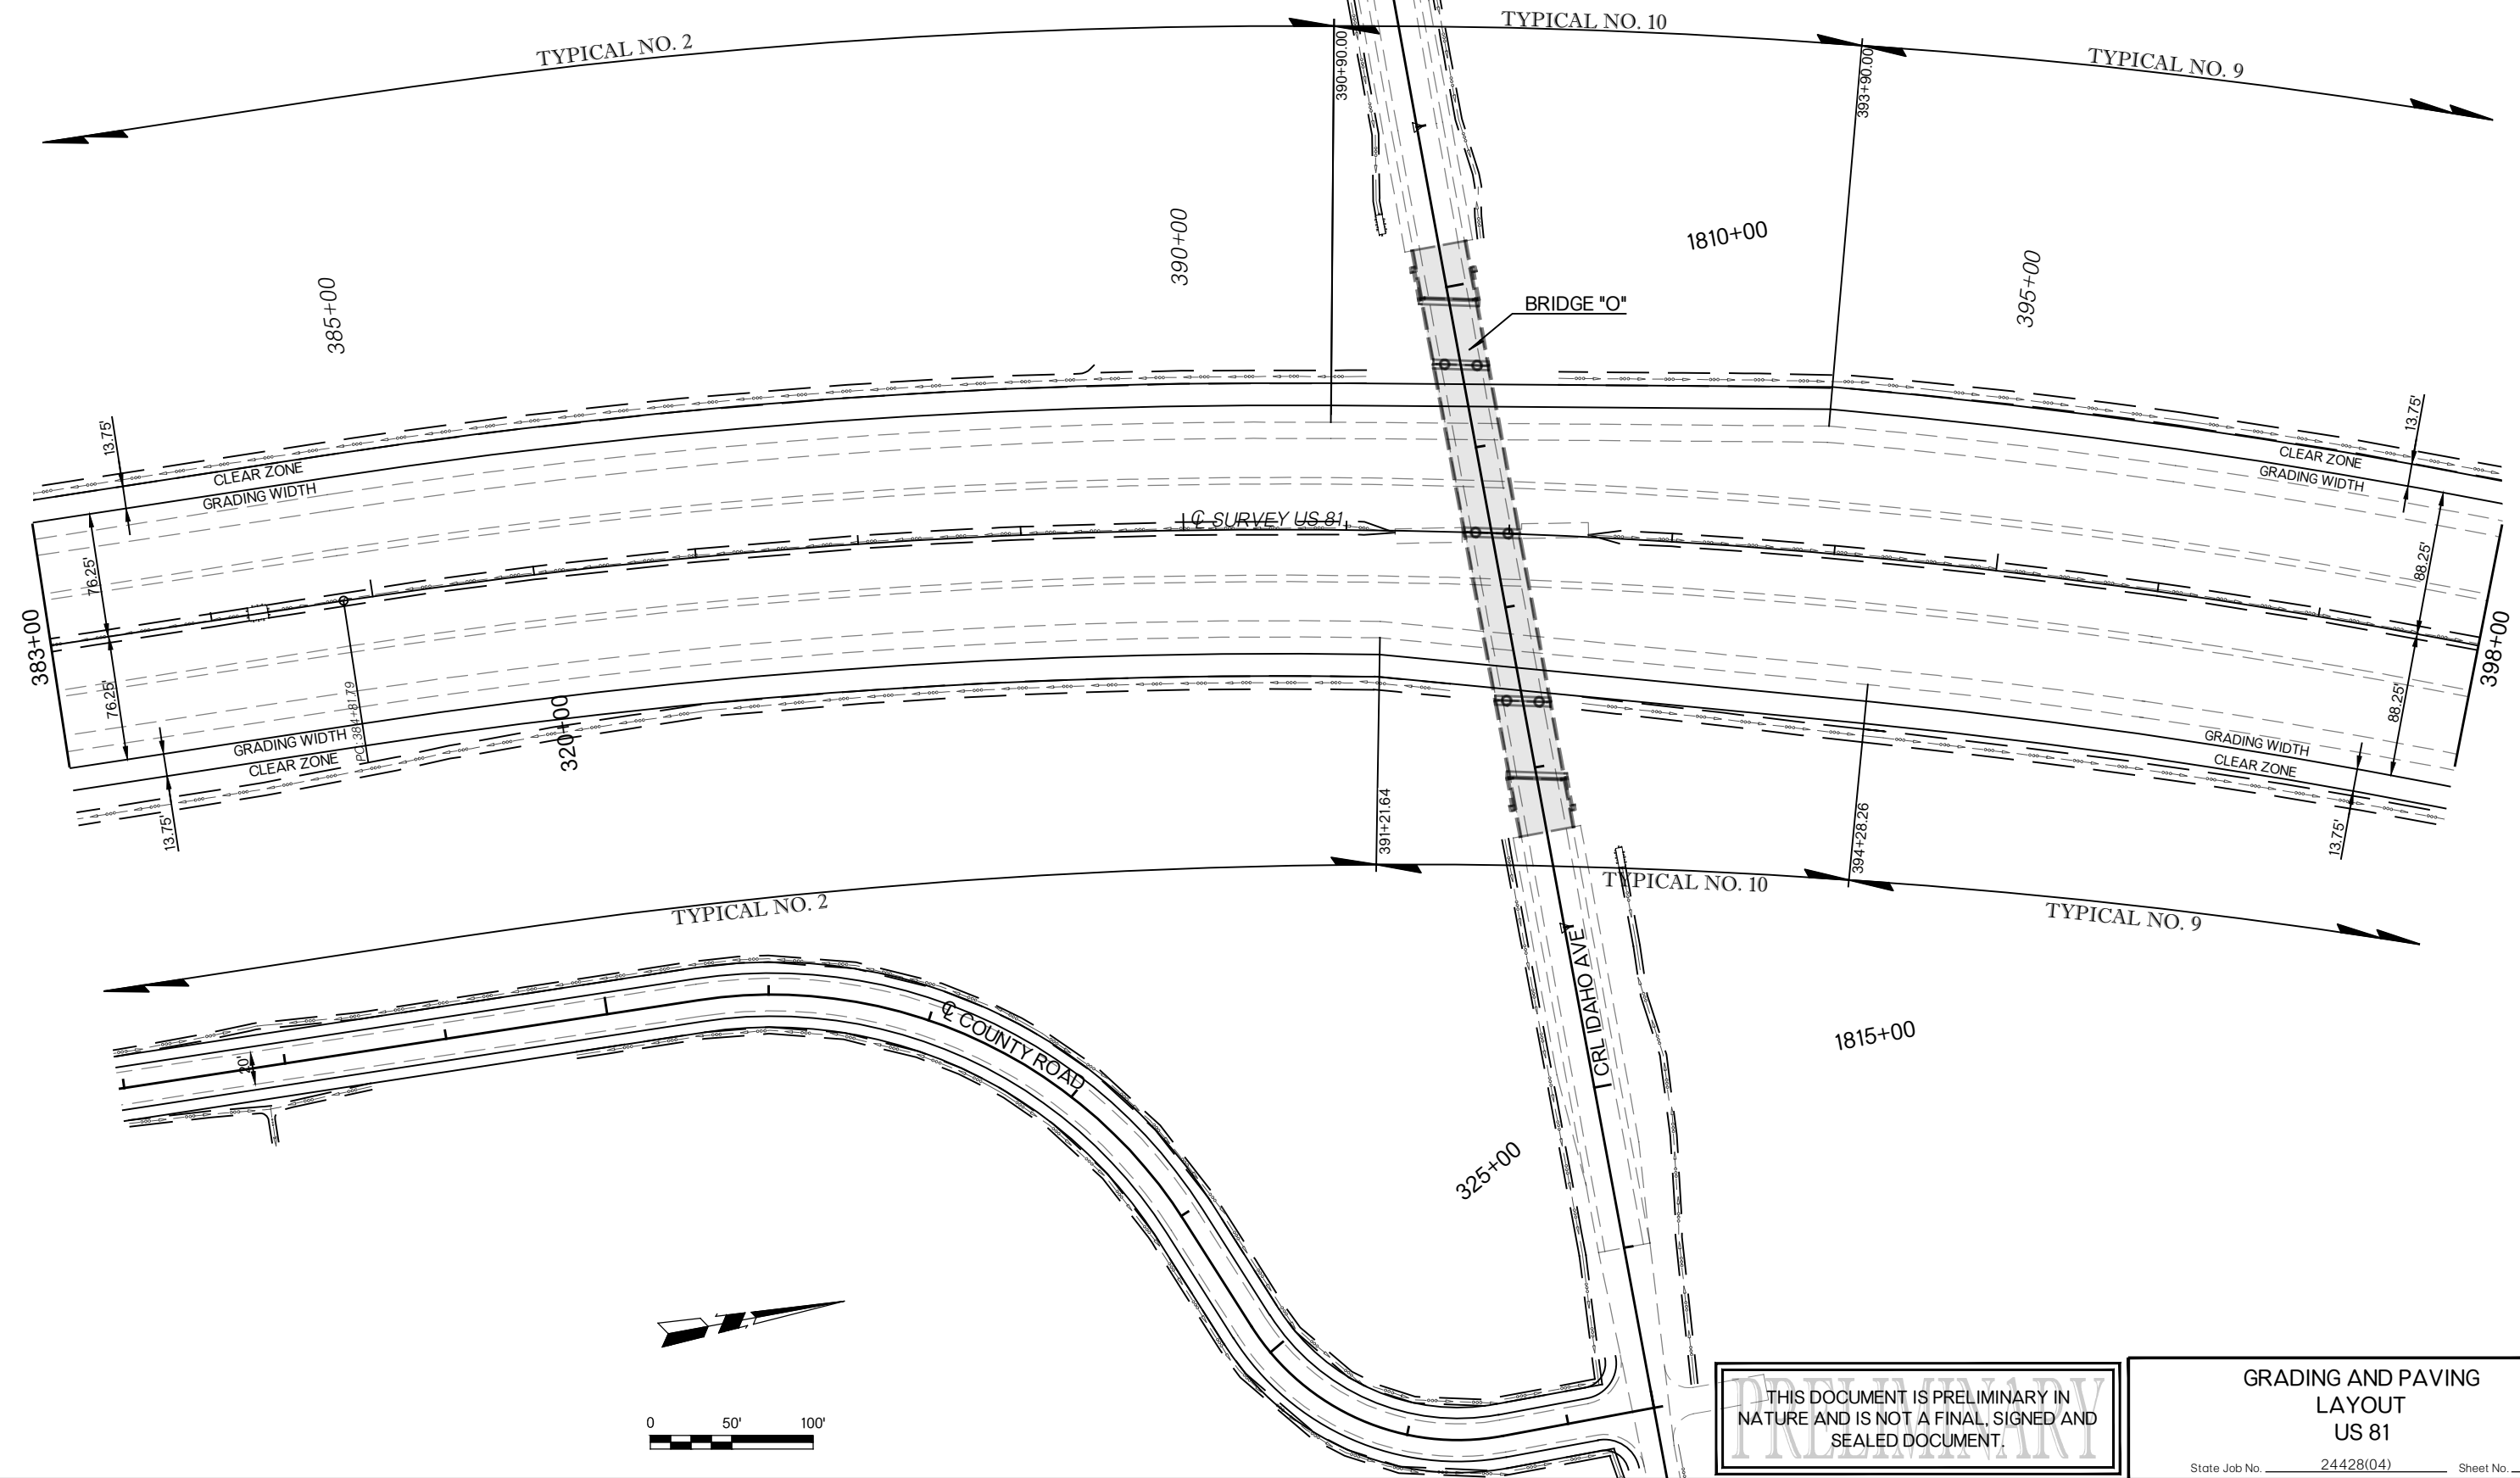 TYPICAL NO. 2
TYPICAL NO. 10
TYPICAL NO. 9
390+90.00
393+90.00
385+00
390+00
1810+00
395+00
BRIDGE "O"
13.75'
CLEAR ZONE
GRADING WIDTH
13.75'
CLEAR ZONE
GRADING WIDTH
℄ SURVEY US 81
76.25'
88.25'
383+00
398+00
76.25'
88.25'
PC: 384+81.79
320+00
GRADING WIDTH
CLEAR ZONE
GRADING WIDTH
CLEAR ZONE
13.75'
13.75'
391+21.64
394+28.26
TYPICAL NO. 2
TYPICAL NO. 10
TYPICAL NO. 9
CRL IDAHO AVE
℄ COUNTY ROAD
20'
1815+00
325+00
0 50' 100'
PRELIMINARY
THIS DOCUMENT IS PRELIMINARY IN
NATURE AND IS NOT A FINAL, SIGNED AND
SEALED DOCUMENT.
GRADING AND PAVING
LAYOUT
US 81
State Job No. 24428(04) Sheet No.